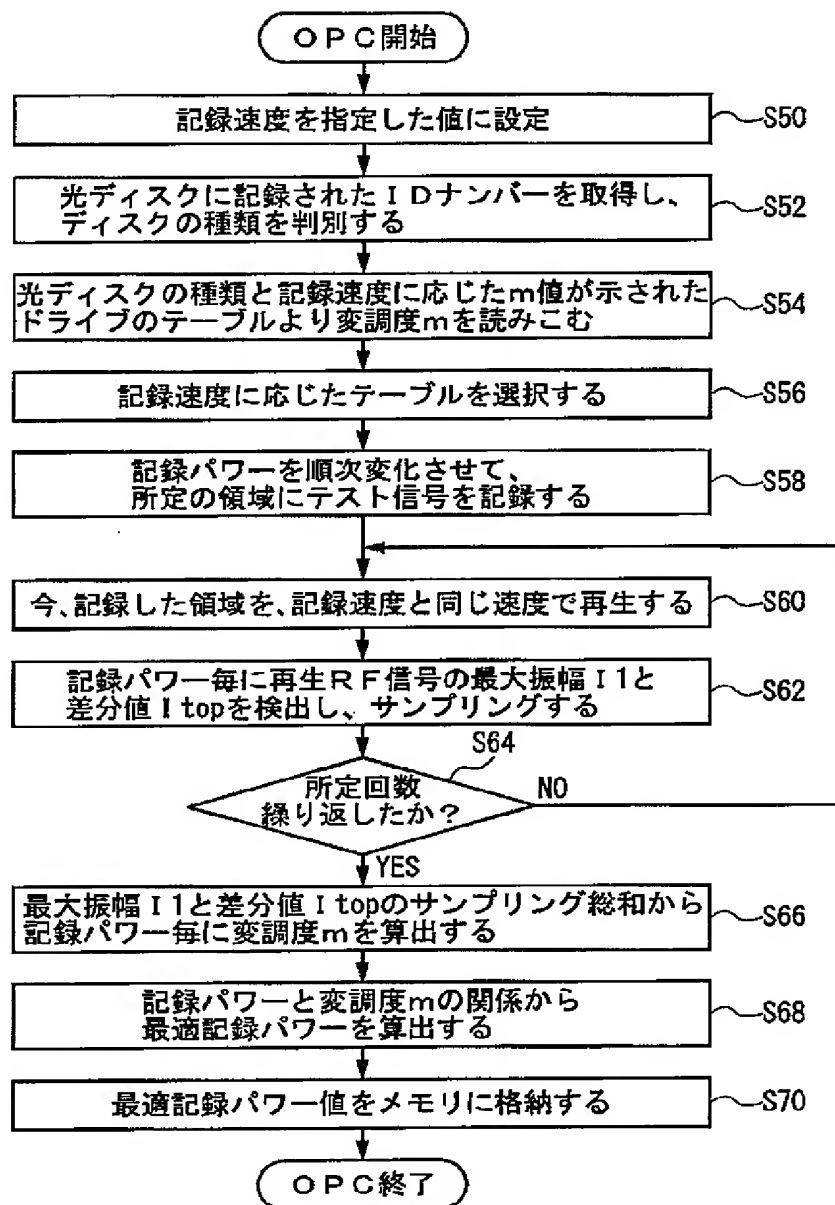 ＯＰＣ開始
記録速度を指定した値に設定
S50
光ディスクに記録されたＩＤナンバーを取得し、
ディスクの種類を判別する
S52
光ディスクの種類と記録速度に応じたｍ値が示された
ドライブのテーブルより変調度ｍを読みこむ
S54
記録速度に応じたテーブルを選択する
S56
記録パワーを順次変化させて、
所定の領域にテスト信号を記録する
S58
今、記録した領域を、記録速度と同じ速度で再生する
S60
記録パワー毎に再生ＲＦ信号の最大振幅Ｉ1と
差分値Ｉtopを検出し、サンプリングする
S62
S64
所定回数
繰り返したか？
NO
YES
最大振幅Ｉ1と差分値Ｉtopのサンプリング総和から
記録パワー毎に変調度ｍを算出する
S66
記録パワーと変調度ｍの関係から
最適記録パワーを算出する
S68
最適記録パワー値をメモリに格納する
S70
ＯＰＣ終了